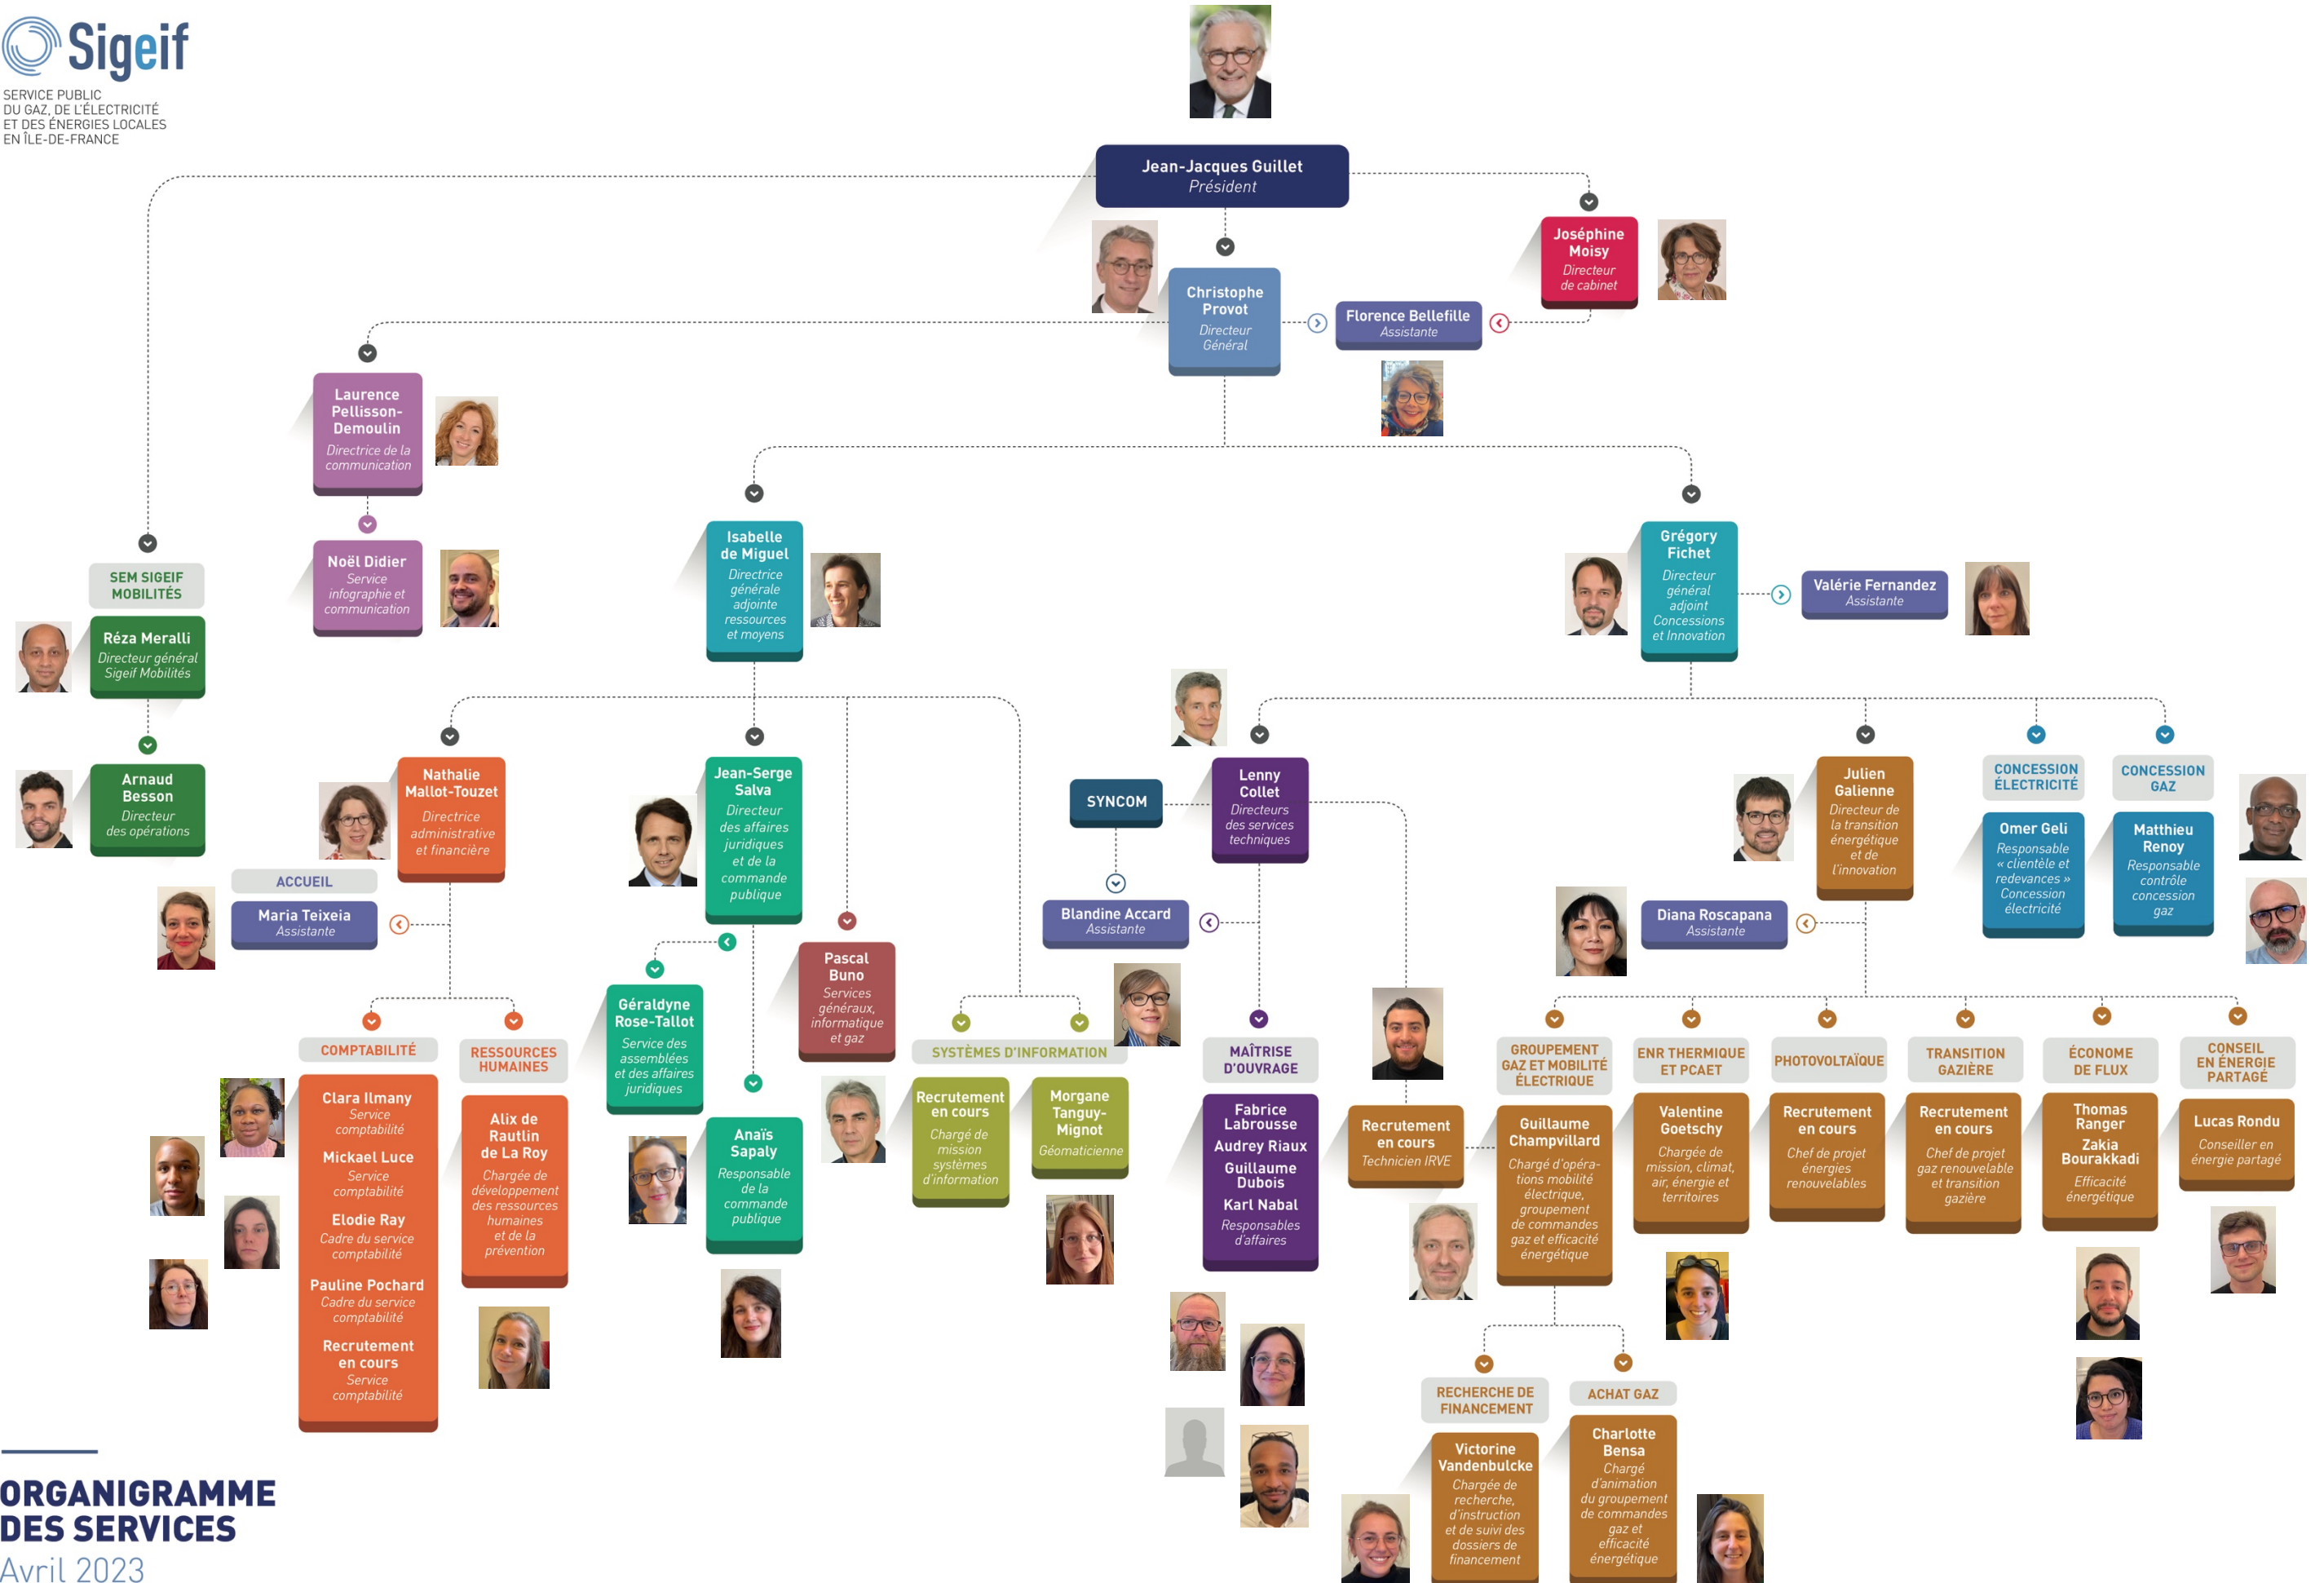 Sigeif
SERVICE PUBLIC
DU GAZ, DE L'ÉLECTRICITÉ
ET DES ÉNERGIES LOCALES
EN ÎLE-DE-FRANCE
Jean-Jacques Guillet
Président
Joséphine
Moisy
Directeur
de cabinet
Christophe
Provot
Directeur
Général
Florence Bellefille
Assistante
Laurence
Pellisson-
Demoulin
Directrice de la
communication
Noël Didier
Service
infographie et
communication
SEM SIGEIF
MOBILITÉS
Réza Meralli
Directeur général
Sigeif Mobilités
Arnaud
Besson
Directeur
des opérations
Isabelle
de Miguel
Directrice
générale
adjointe
ressources
et moyens
Grégory
Fichet
Directeur
général
adjoint
Concessions
et Innovation
Valérie Fernandez
Assistante
Nathalie
Mallot-Touzet
Directrice
administrative
et financière
ACCUEIL
Maria Teixeia
Assistante
COMPTABILITÉ
Clara Ilmany
Service
comptabilité
Mickael Luce
Service
comptabilité
Elodie Ray
Cadre du service
comptabilité
Pauline Pochard
Cadre du service
comptabilité
Recrutement
en cours
Service
comptabilité
RESSOURCES
HUMAINES
Alix de
Rautlin
de La Roy
Chargée de
développement
des ressources
humaines
et de la
prévention
Jean-Serge
Salva
Directeur
des affaires
juridiques
et de la
commande
publique
Géraldyne
Rose-Tallot
Service des
assemblées
et des affaires
juridiques
Anaïs
Sapaly
Responsable
de la
commande
publique
Pascal
Buno
Services
généraux,
informatique
et gaz
SYSTÈMES D'INFORMATION
Recrutement
en cours
Chargé de
mission
systèmes
d'information
Morgane
Tanguy-
Mignot
Géomaticienne
SYNCOM
Lenny
Collet
Directeurs
des services
techniques
Blandine Accard
Assistante
MAÎTRISE
D'OUVRAGE
Fabrice
Labrousse
Audrey Riaux
Guillaume
Dubois
Karl Nabal
Responsables
d'affaires
Recrutement
en cours
Technicien IRVE
Julien
Galienne
Directeur de
la transition
énergétique
et de
l'innovation
Diana Roscapana
Assistante
CONCESSION
ÉLECTRICITÉ
Omer Geli
Responsable
« clientèle et
redevances »
Concession
électricité
CONCESSION
GAZ
Matthieu
Renoy
Responsable
contrôle
concession
gaz
GROUPEMENT
GAZ ET MOBILITÉ
ÉLECTRIQUE
Guillaume
Champvillard
Chargé d'opéra-
tions mobilité
électrique,
groupement
de commandes
gaz et efficacité
énergétique
ENR THERMIQUE
ET PCAET
Valentine
Goetschy
Chargée de
mission, climat,
air, énergie et
territoires
PHOTOVOLTAÏQUE
Recrutement
en cours
Chef de projet
énergies
renouvelables
TRANSITION
GAZIÈRE
Recrutement
en cours
Chef de projet
gaz renouvelable
et transition
gazière
ÉCONOME
DE FLUX
Thomas
Ranger
Zakia
Bourakkadi
Efficacité
énergétique
CONSEIL
EN ÉNERGIE
PARTAGÉ
Lucas Rondu
Conseiller en
énergie partagé
RECHERCHE DE
FINANCEMENT
Victorine
Vandenbulcke
Chargée de
recherche,
d'instruction
et de suivi des
dossiers de
financement
ACHAT GAZ
Charlotte
Bensa
Chargé
d'animation
du groupement
de commandes
gaz et
efficacité
énergétique
ORGANIGRAMME
DES SERVICES
Avril 2023